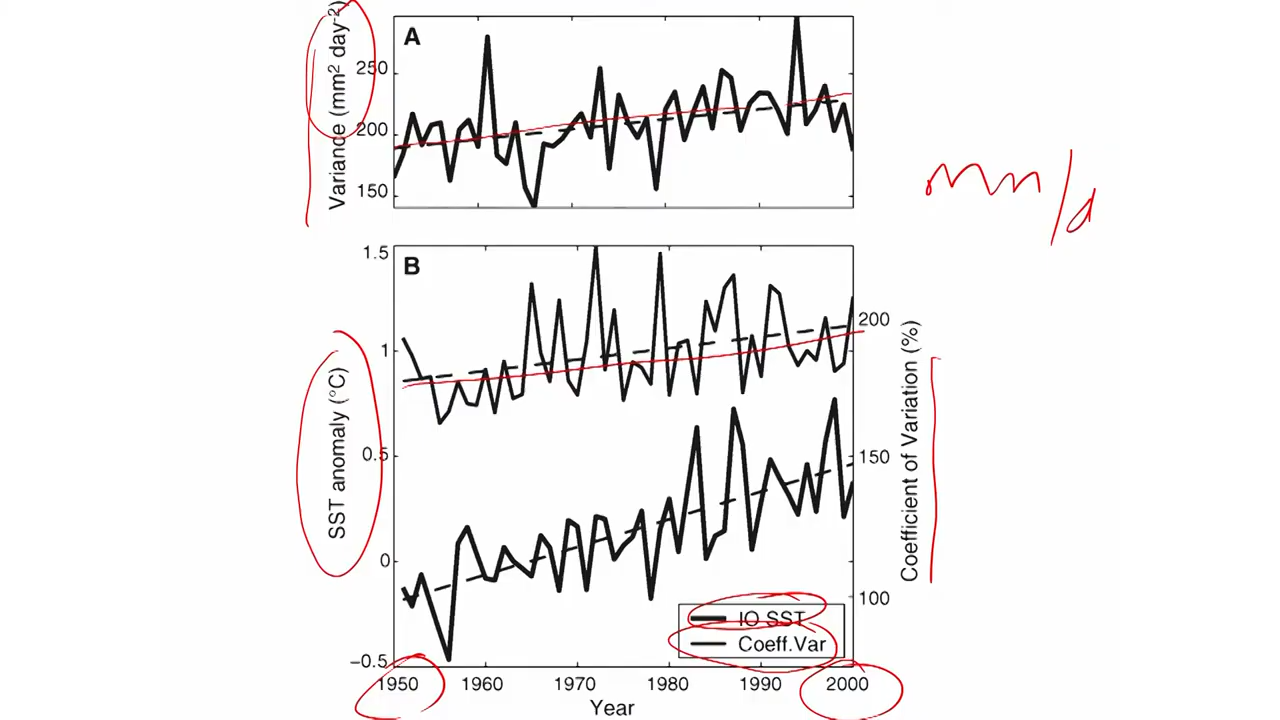 A
Variance (mm² day⁻²)
250
200
150
mm/d
B
1.5
1
0.5
0
−0.5
SST anomaly (°C)
200
150
100
Coefficient of Variation (%)
IO SST
Coeff.Var
1950 1960 1970 1980 1990 2000
Year